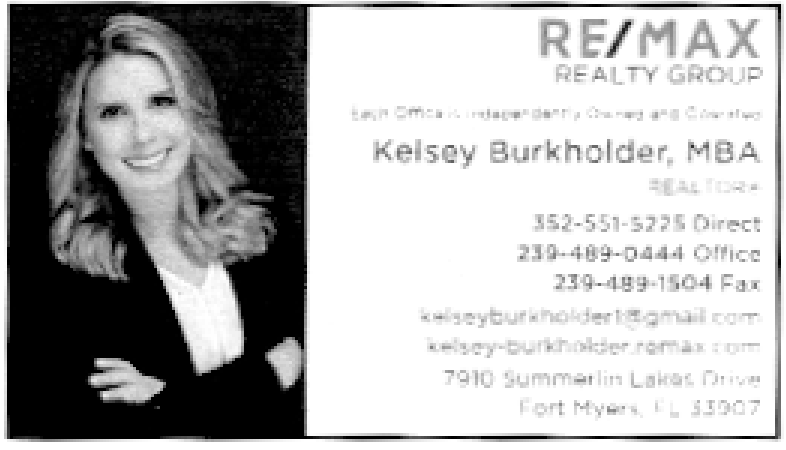 RE/MAX
REALTY GROUP
Each Office is Independently Owned and Operated
Kelsey Burkholder, MBA
REALTOR®
352-551-5225 Direct
239-489-0444 Office
239-489-1504 Fax
kelseyburkholder1@gmail.com
kelsey-burkholder.remax.com
7910 Summerlin Lakes Drive
Fort Myers, FL 33907